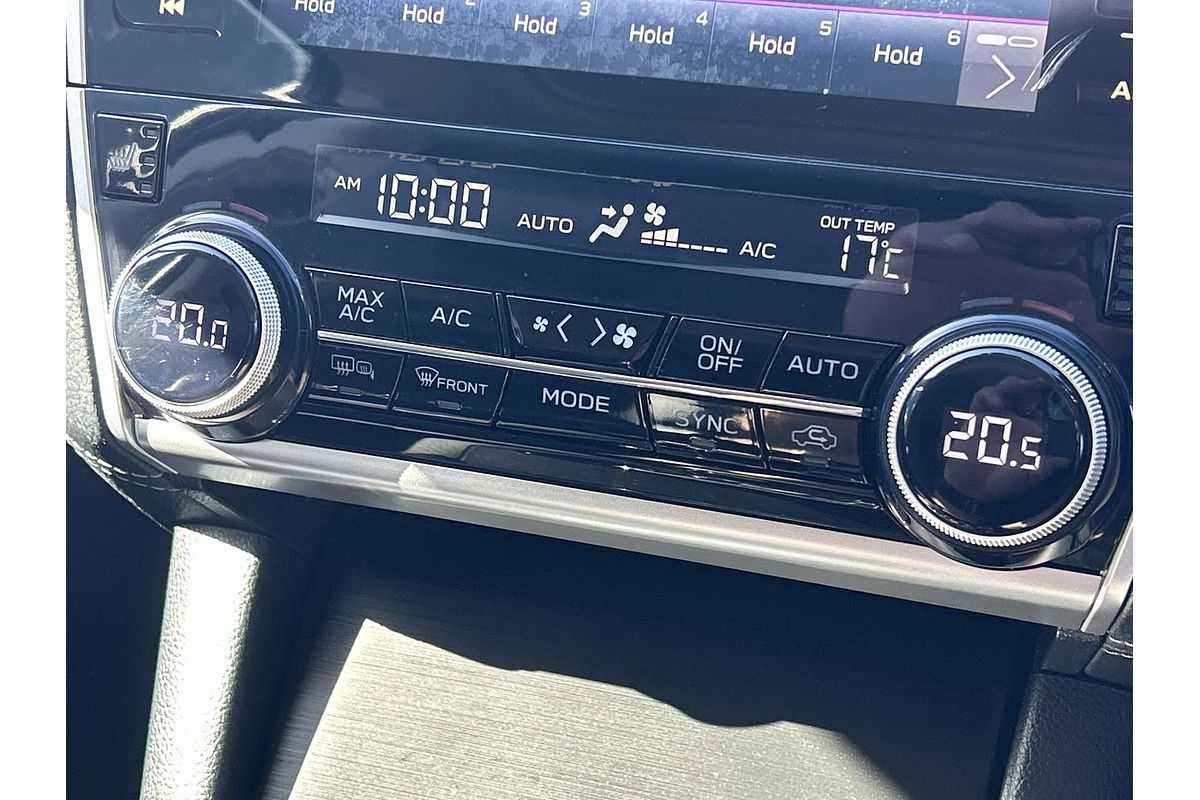 Hold
2
Hold
3
Hold
4
Hold
5
Hold
6
Hold
A
AM 10:00
AUTO
A/C
OUT TEMP
17°C
20.0
MAX
A/C
A/C
ON/
OFF
AUTO
FRONT
MODE
SYNC
20.5